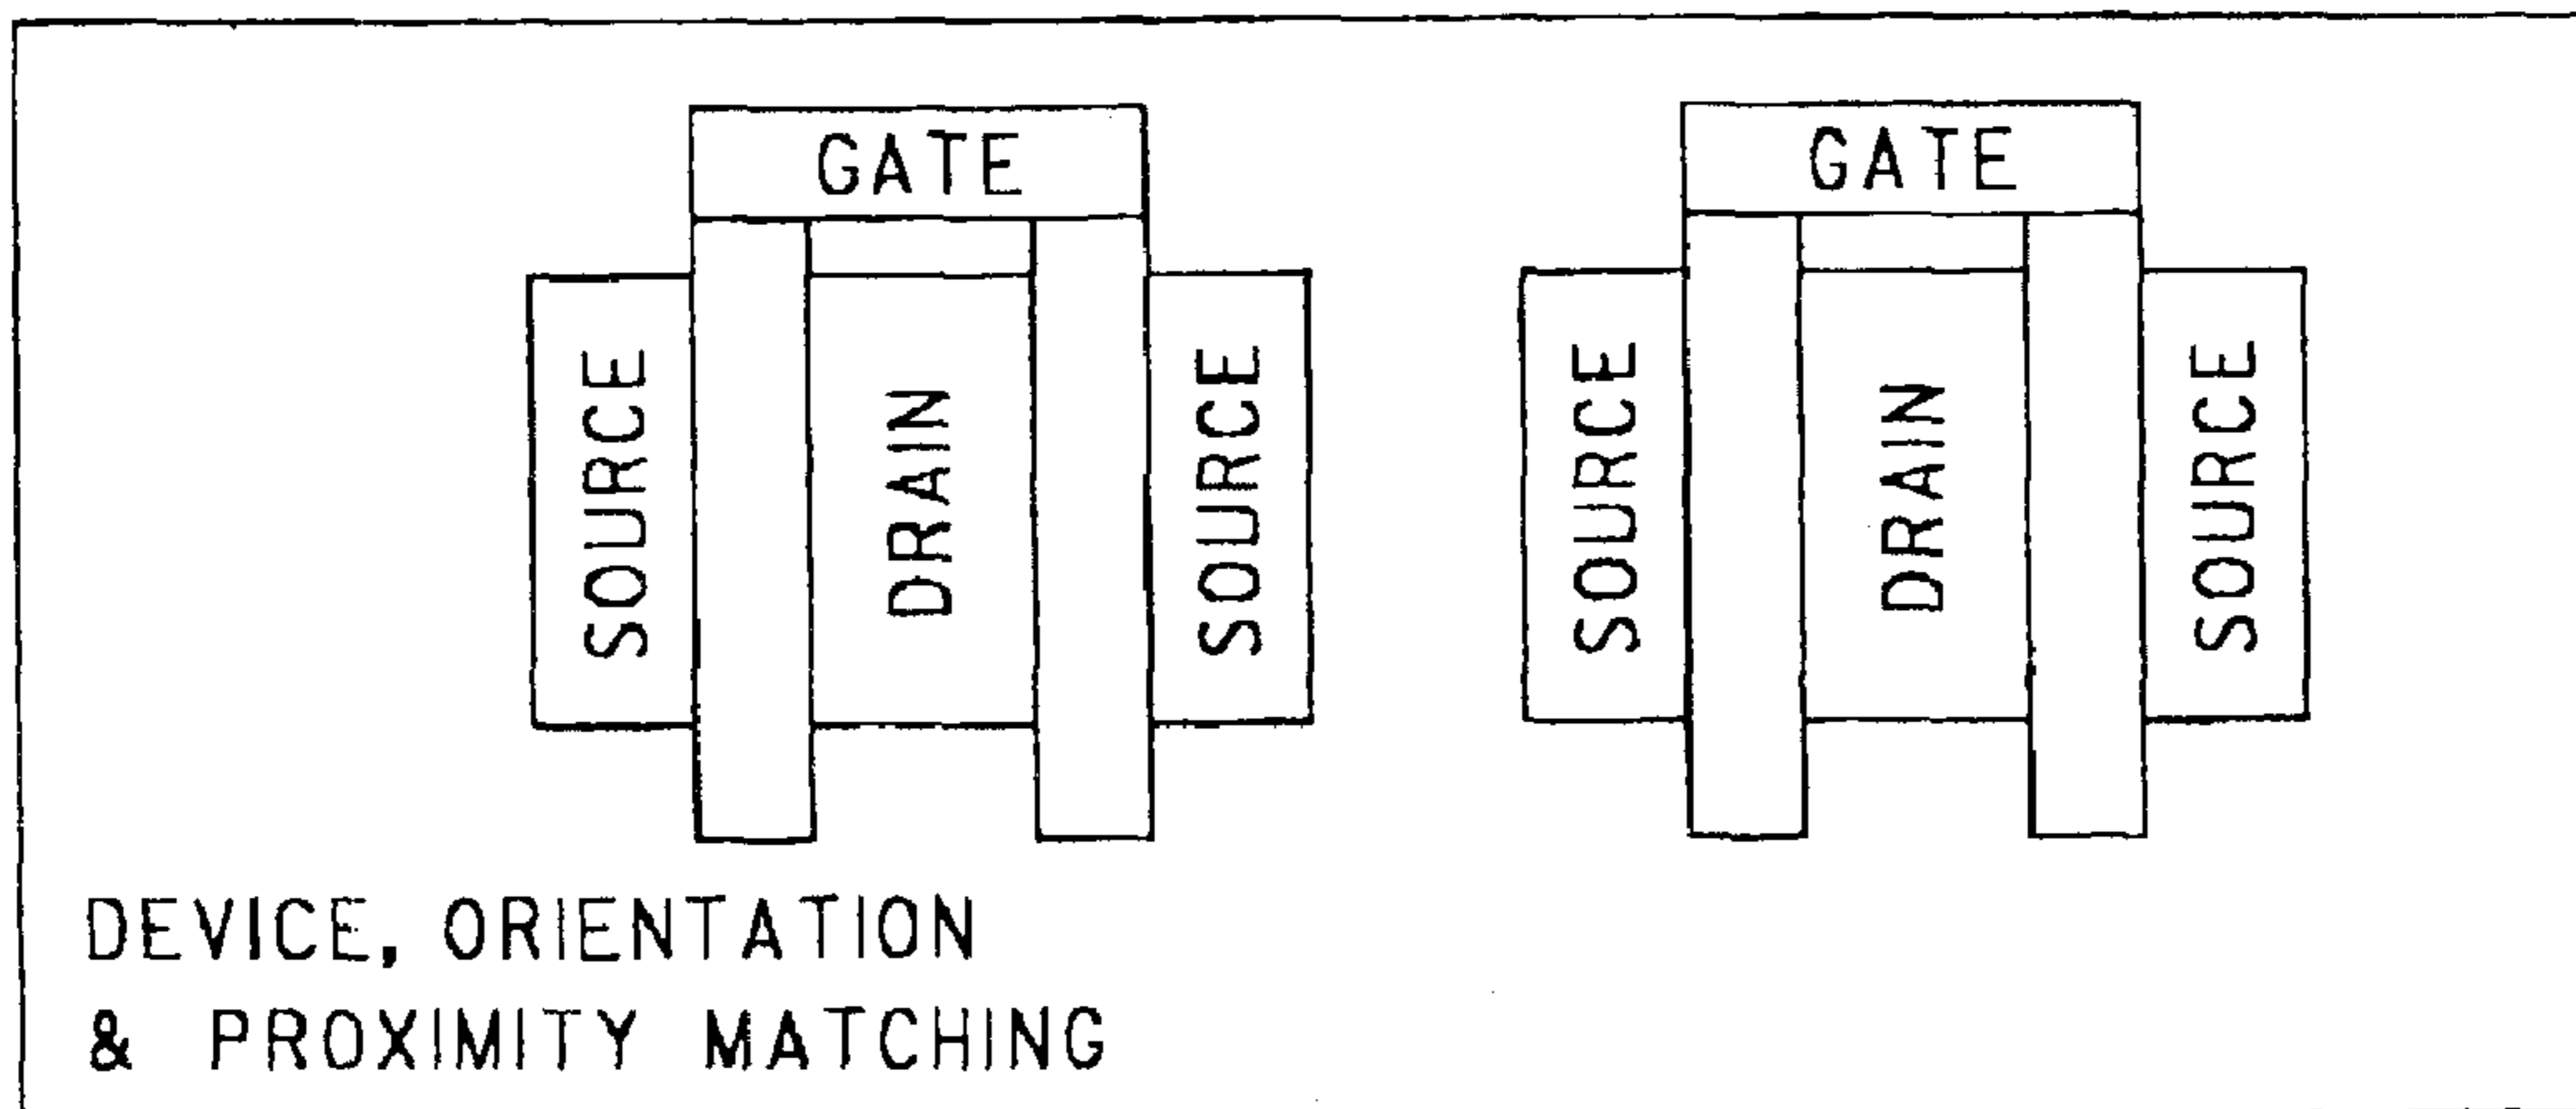 GATE
GATE
SOURCE
DRAIN
SOURCE
SOURCE
DRAIN
SOURCE
DEVICE, ORIENTATION
& PROXIMITY MATCHING